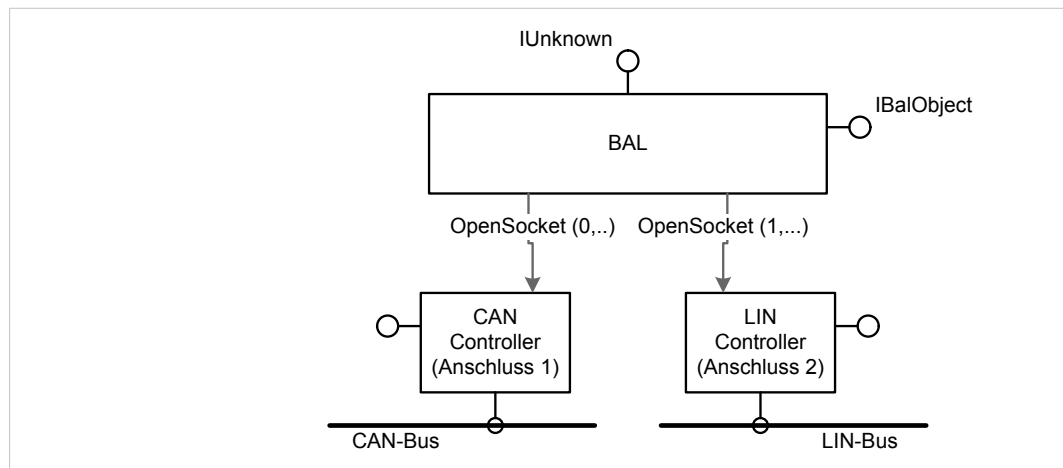 IUnknown
IBalObject
BAL
OpenSocket (0,..)
OpenSocket (1,...)
CAN
Controller
(Anschluss 1)
LIN
Controller
(Anschluss 2)
CAN-Bus
LIN-Bus